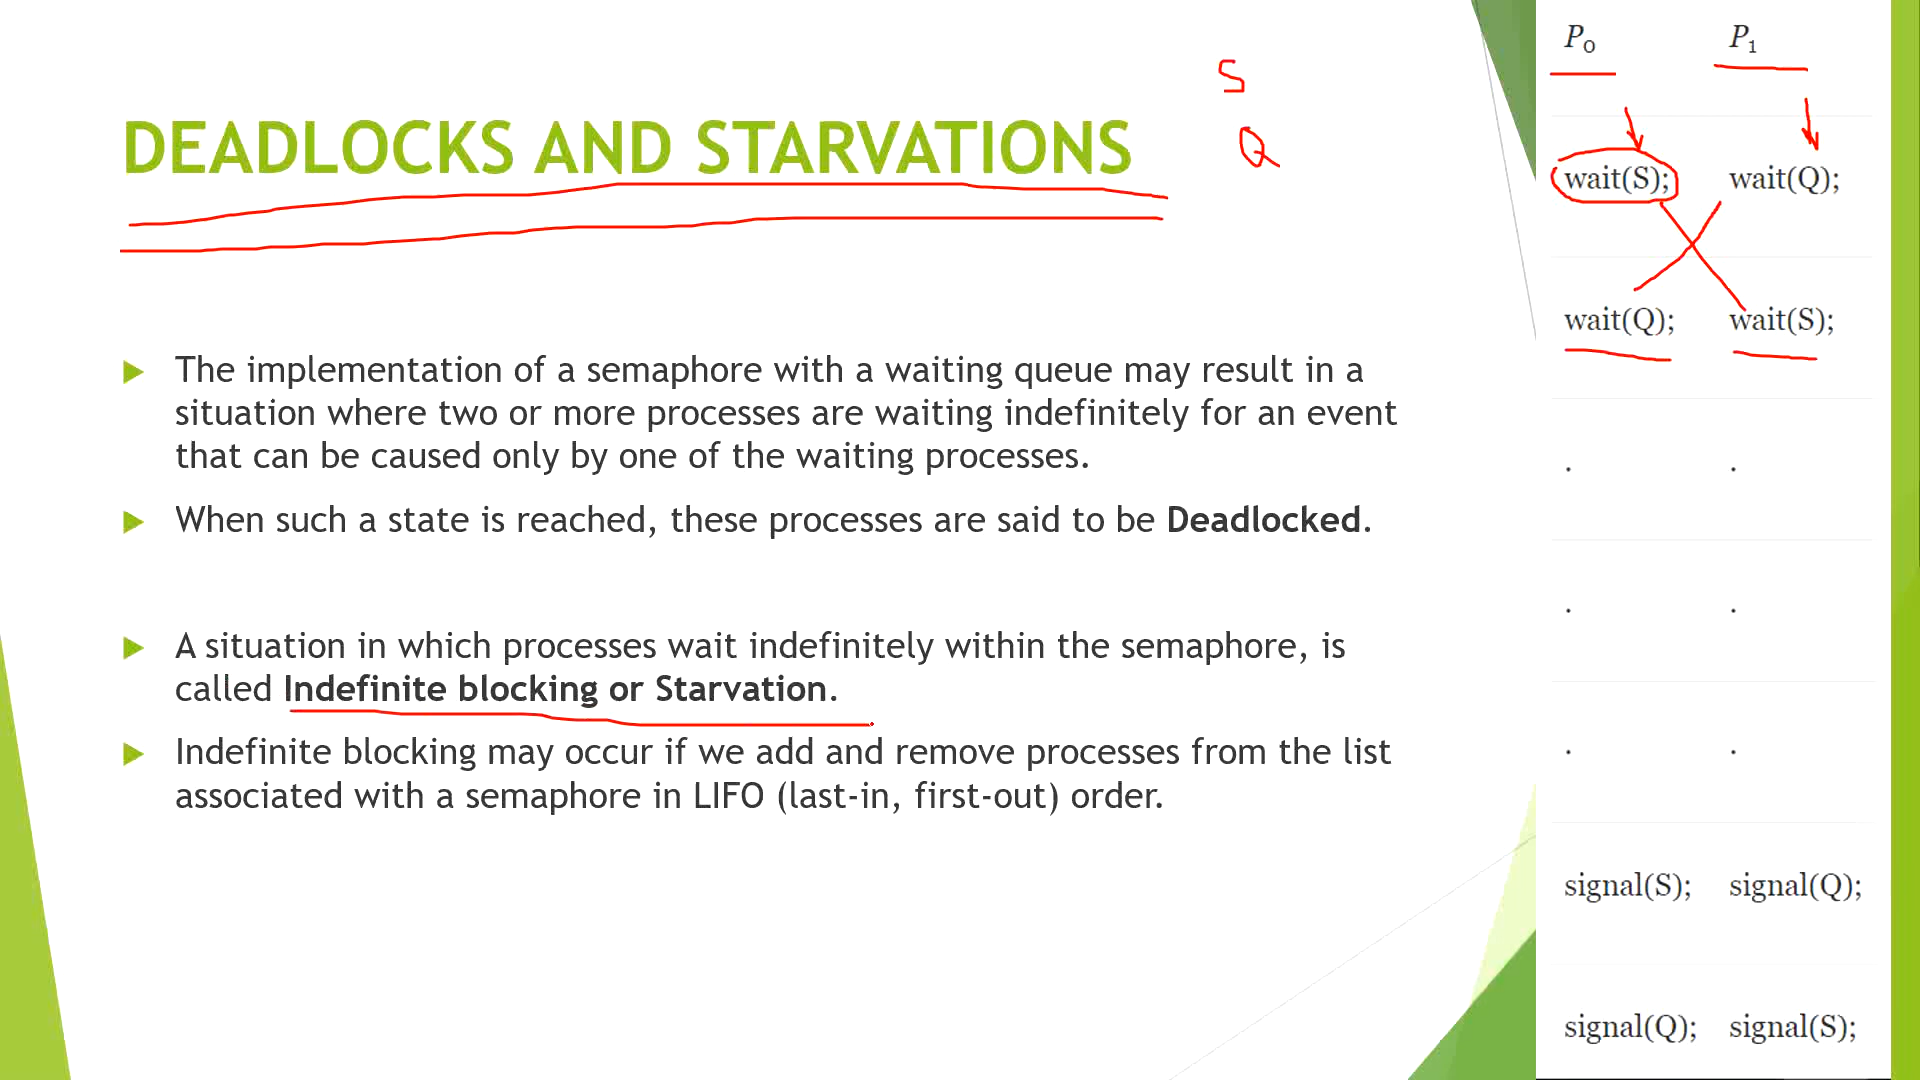 DEADLOCKS AND STARVATIONS
S
Q
The implementation of a semaphore with a waiting queue may result in a
situation where two or more processes are waiting indefinitely for an event
that can be caused only by one of the waiting processes.
When such a state is reached, these processes are said to be Deadlocked.
A situation in which processes wait indefinitely within the semaphore, is
called Indefinite blocking or Starvation.
Indefinite blocking may occur if we add and remove processes from the list
associated with a semaphore in LIFO (last-in, first-out) order.
P0 P1
wait(S); wait(Q);
wait(Q); wait(S);
. .
. .
. .
signal(S); signal(Q);
signal(Q); signal(S);